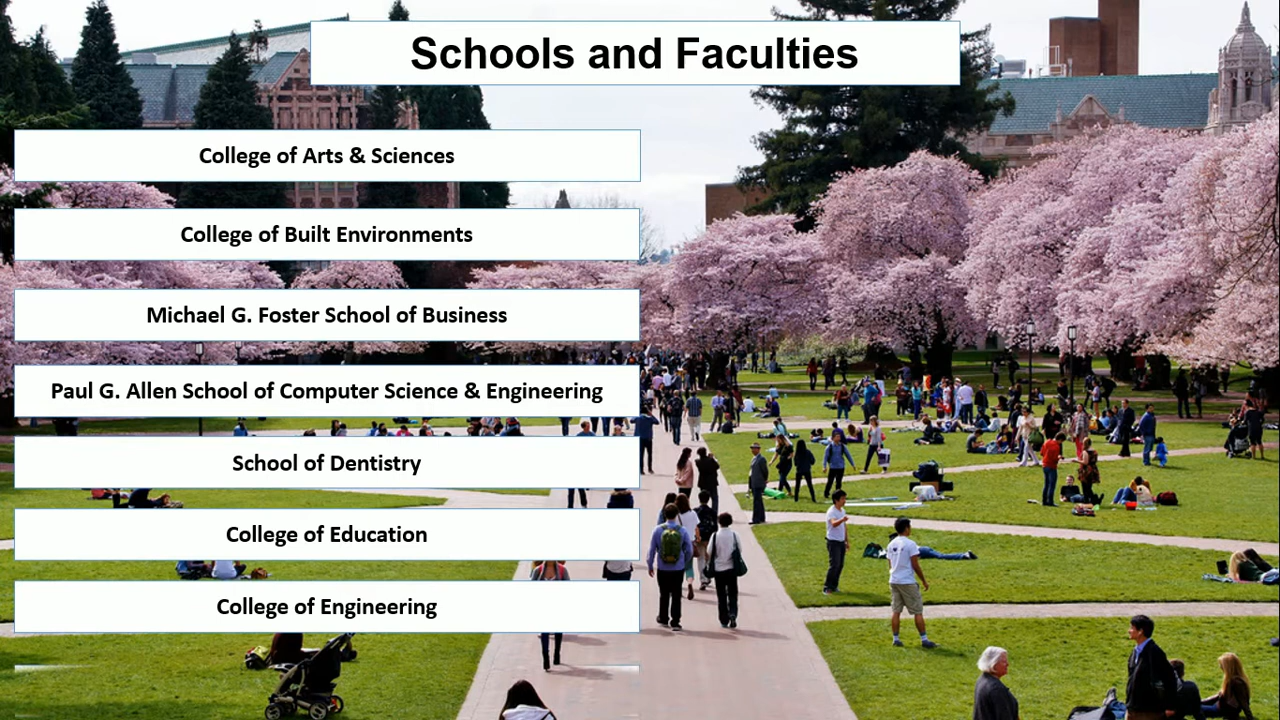 Schools and Faculties
College of Arts & Sciences
College of Built Environments
Michael G. Foster School of Business
Paul G. Allen School of Computer Science & Engineering
School of Dentistry
College of Education
College of Engineering